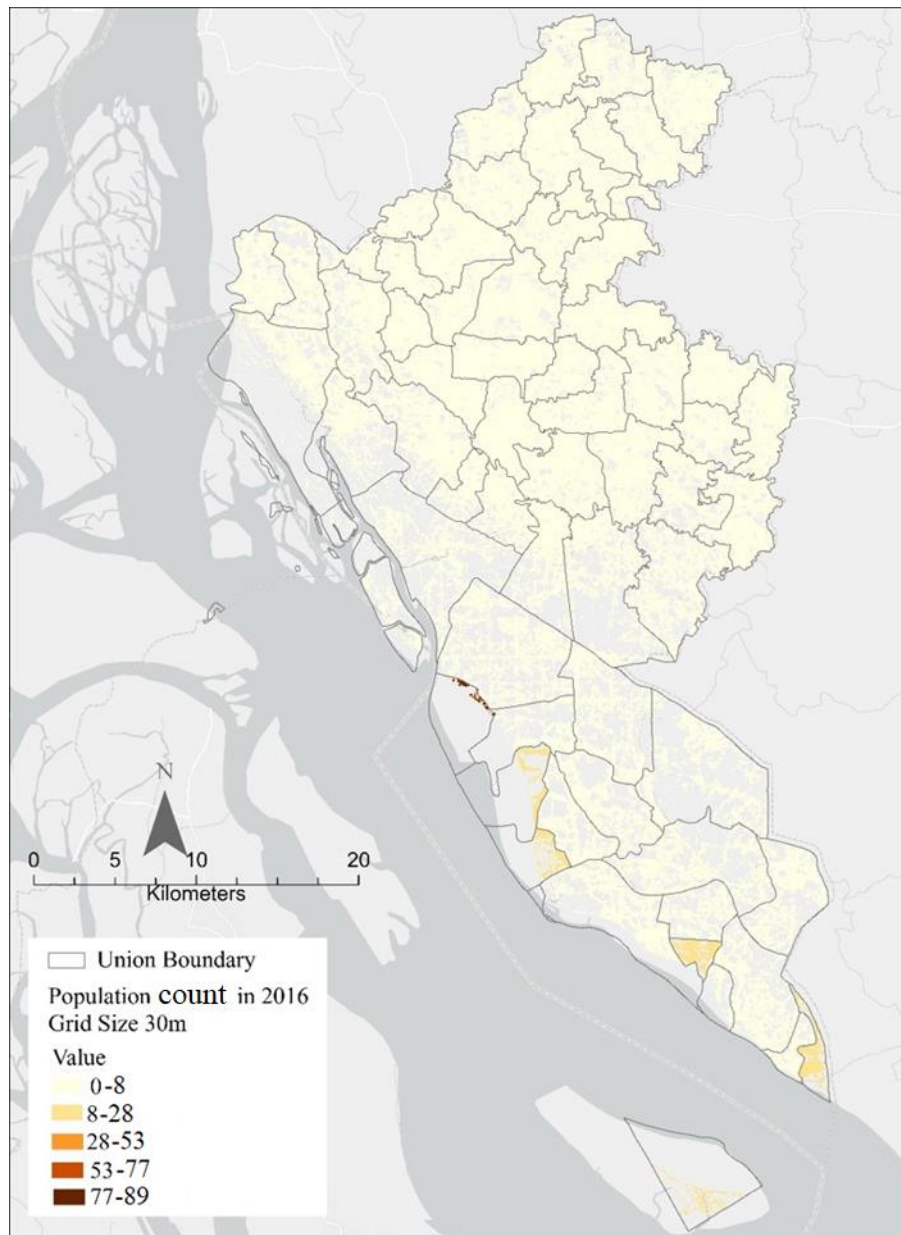 N
0 5 10 20
Kilometers
Union Boundary
Population count in 2016
Grid Size 30m
Value
0-8
8-28
28-53
53-77
77-89